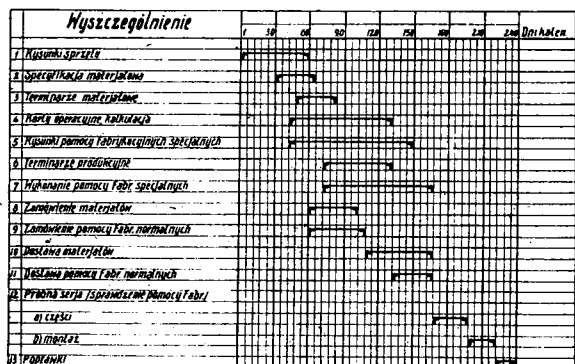 Wyszczególnienie
1 30 60 90 120 150 180 210 240 Dni kalen.
1 Rysunki sprzętu
2 Specyfikacja materjałowa
3 Terminarze materjałowe
4 Karty operacyjne, kalkulacja
5 Rysunki pomocy fabrykacyjnych specjalnych
6 Terminarze produkcyjne
7 Wykonanie pomocy fabr. specjalnych
8 Zamówienie materjałów
9 Zamówienie pomocy fabr. normalnych
10 Dostawa materjałów
11 Dostawa pomocy fabr. normalnych
12 Próbna serja /sprawdzenie pomocy fabr./
a) części
b) montaż
13 Poprawki